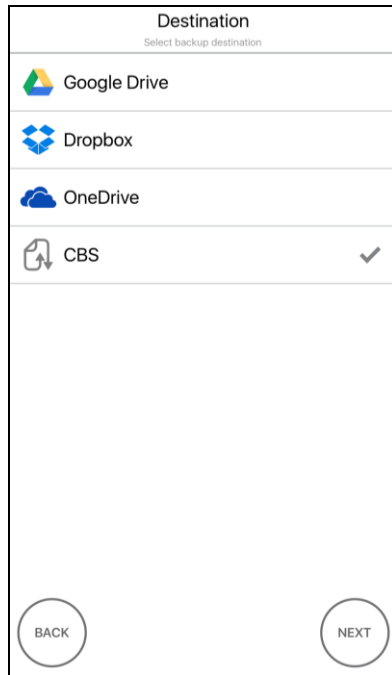 Destination
Select backup destination
Google Drive
Dropbox
OneDrive
CBS
BACK
NEXT